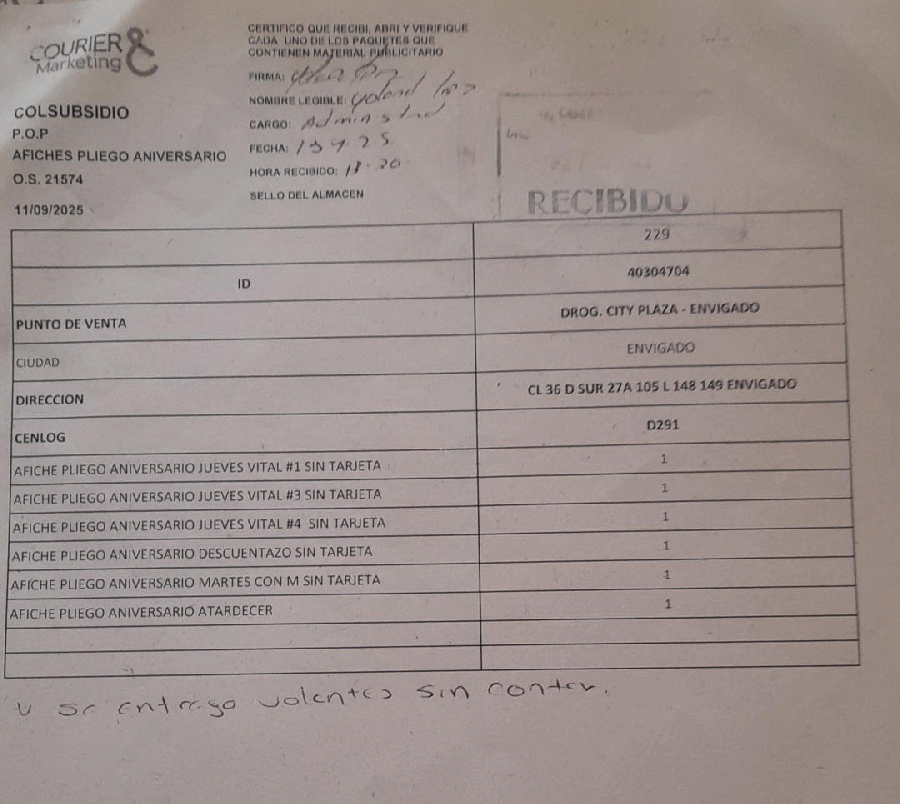 COURIER &
Marketing
COLSUBSIDIO
P.O.P
AFICHES PLIEGO ANIVERSARIO
O.S. 21574
11/09/2025
CERTIFICO QUE RECIBI, ABRI Y VERIFIQUE
CADA UNO DE LOS PAQUETES QUE
CONTIENEN MATERIAL PUBLICITARIO
FIRMA:
NOMBRE LEGIBLE:
CARGO:
FECHA:
HORA RECIBIDO:
SELLO DEL ALMACEN
RECIBIDO
229
ID 40304704
PUNTO DE VENTA DROG. CITY PLAZA - ENVIGADO
CIUDAD ENVIGADO
DIRECCION CL 36 D SUR 27A 105 L 148 149 ENVIGADO
CENLOG D291
AFICHE PLIEGO ANIVERSARIO JUEVES VITAL #1 SIN TARJETA 1
AFICHE PLIEGO ANIVERSARIO JUEVES VITAL #3 SIN TARJETA 1
AFICHE PLIEGO ANIVERSARIO JUEVES VITAL #4 SIN TARJETA 1
AFICHE PLIEGO ANIVERSARIO DESCUENTAZO SIN TARJETA 1
AFICHE PLIEGO ANIVERSARIO MARTES CON M SIN TARJETA 1
AFICHE PLIEGO ANIVERSARIO ATARDECER 1
se entrego volantes sin contar.